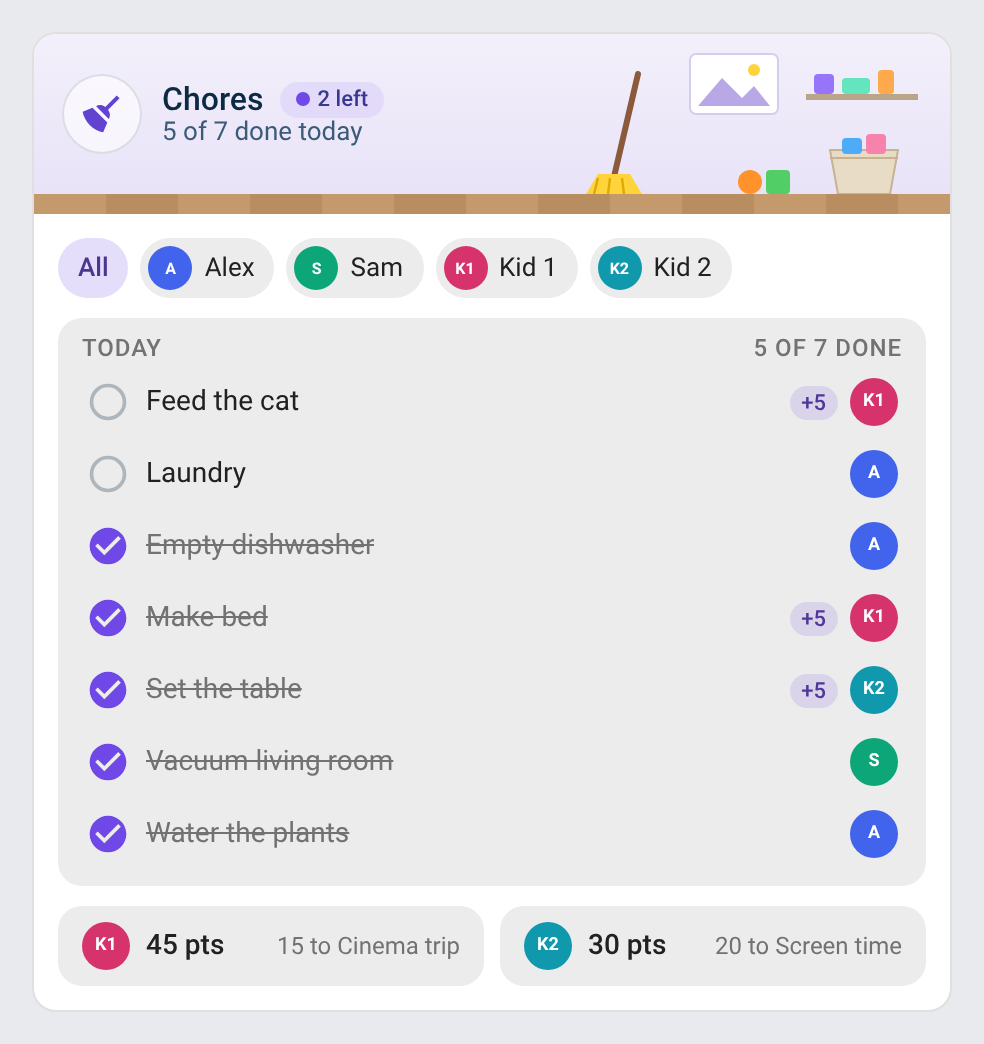 Chores 2 left
5 of 7 done today
All A Alex S Sam K1 Kid 1 K2 Kid 2
TODAY 5 OF 7 DONE
Feed the cat +5 K1
Laundry A
Empty dishwasher A
Make bed +5 K1
Set the table +5 K2
Vacuum living room S
Water the plants A
K1 45 pts 15 to Cinema trip K2 30 pts 20 to Screen time